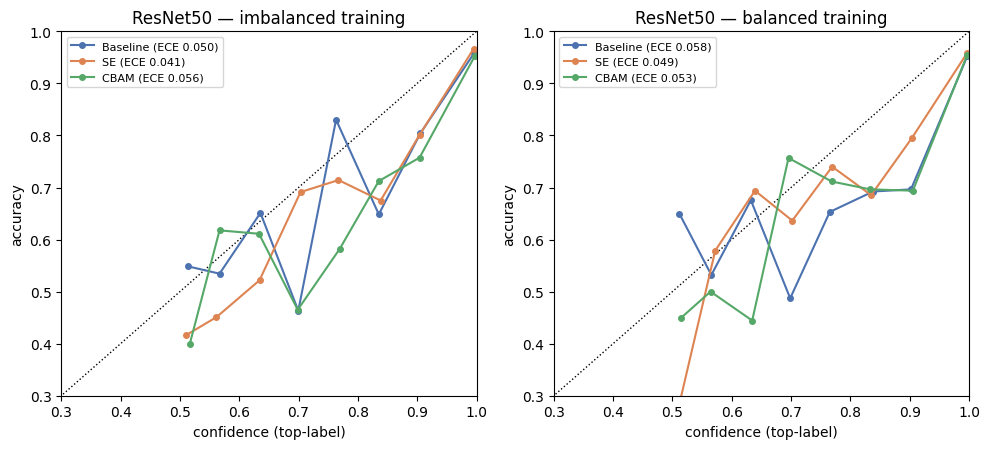 ResNet50 — imbalanced training
Baseline (ECE 0.050)
SE (ECE 0.041)
CBAM (ECE 0.056)
1.0
0.9
0.8
0.7
0.6
0.5
0.4
0.3
accuracy
0.3 0.4 0.5 0.6 0.7 0.8 0.9 1.0
confidence (top-label)
ResNet50 — balanced training
Baseline (ECE 0.058)
SE (ECE 0.049)
CBAM (ECE 0.053)
1.0
0.9
0.8
0.7
0.6
0.5
0.4
0.3
accuracy
0.3 0.4 0.5 0.6 0.7 0.8 0.9 1.0
confidence (top-label)